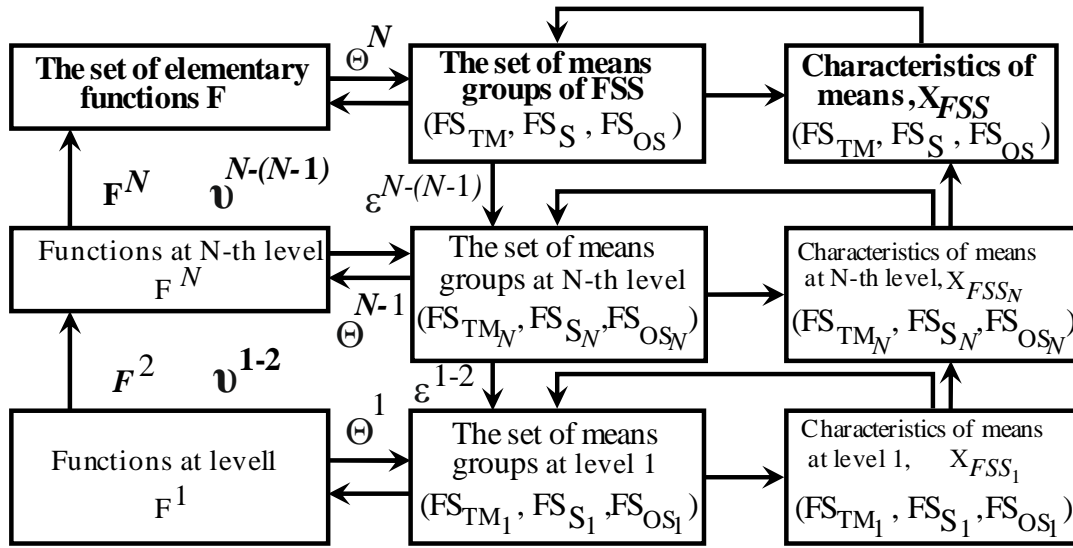 The set of elementary
functions F
Θ^N
The set of means
groups of FSS
(FS_TM, FS_S , FS_OS)
Characteristics of
means ,X_FSS
(FS_TM, FS_S , FS_OS)
F^N
υ^N-(N-1)
ε^N-(N-1)
Functions at N-th level
F^N
Θ^N-1
The set of means
groups at N-th level
(FS_TM_N, FS_S_N,FS_OS_N)
Characteristics of means
at N-th level, X_FSS_N
(FS_TM_N, FS_S_N,FS_OS_N)
F^2
υ^1-2
ε^1-2
Functions at levell
F^1
Θ^1
The set of means
groups at level 1
(FS_TM_1, FS_S_1,FS_OS_1)
Characteristics of means
at level 1, X_FSS_1
(FS_TM_1, FS_S_1,FS_OS_1)